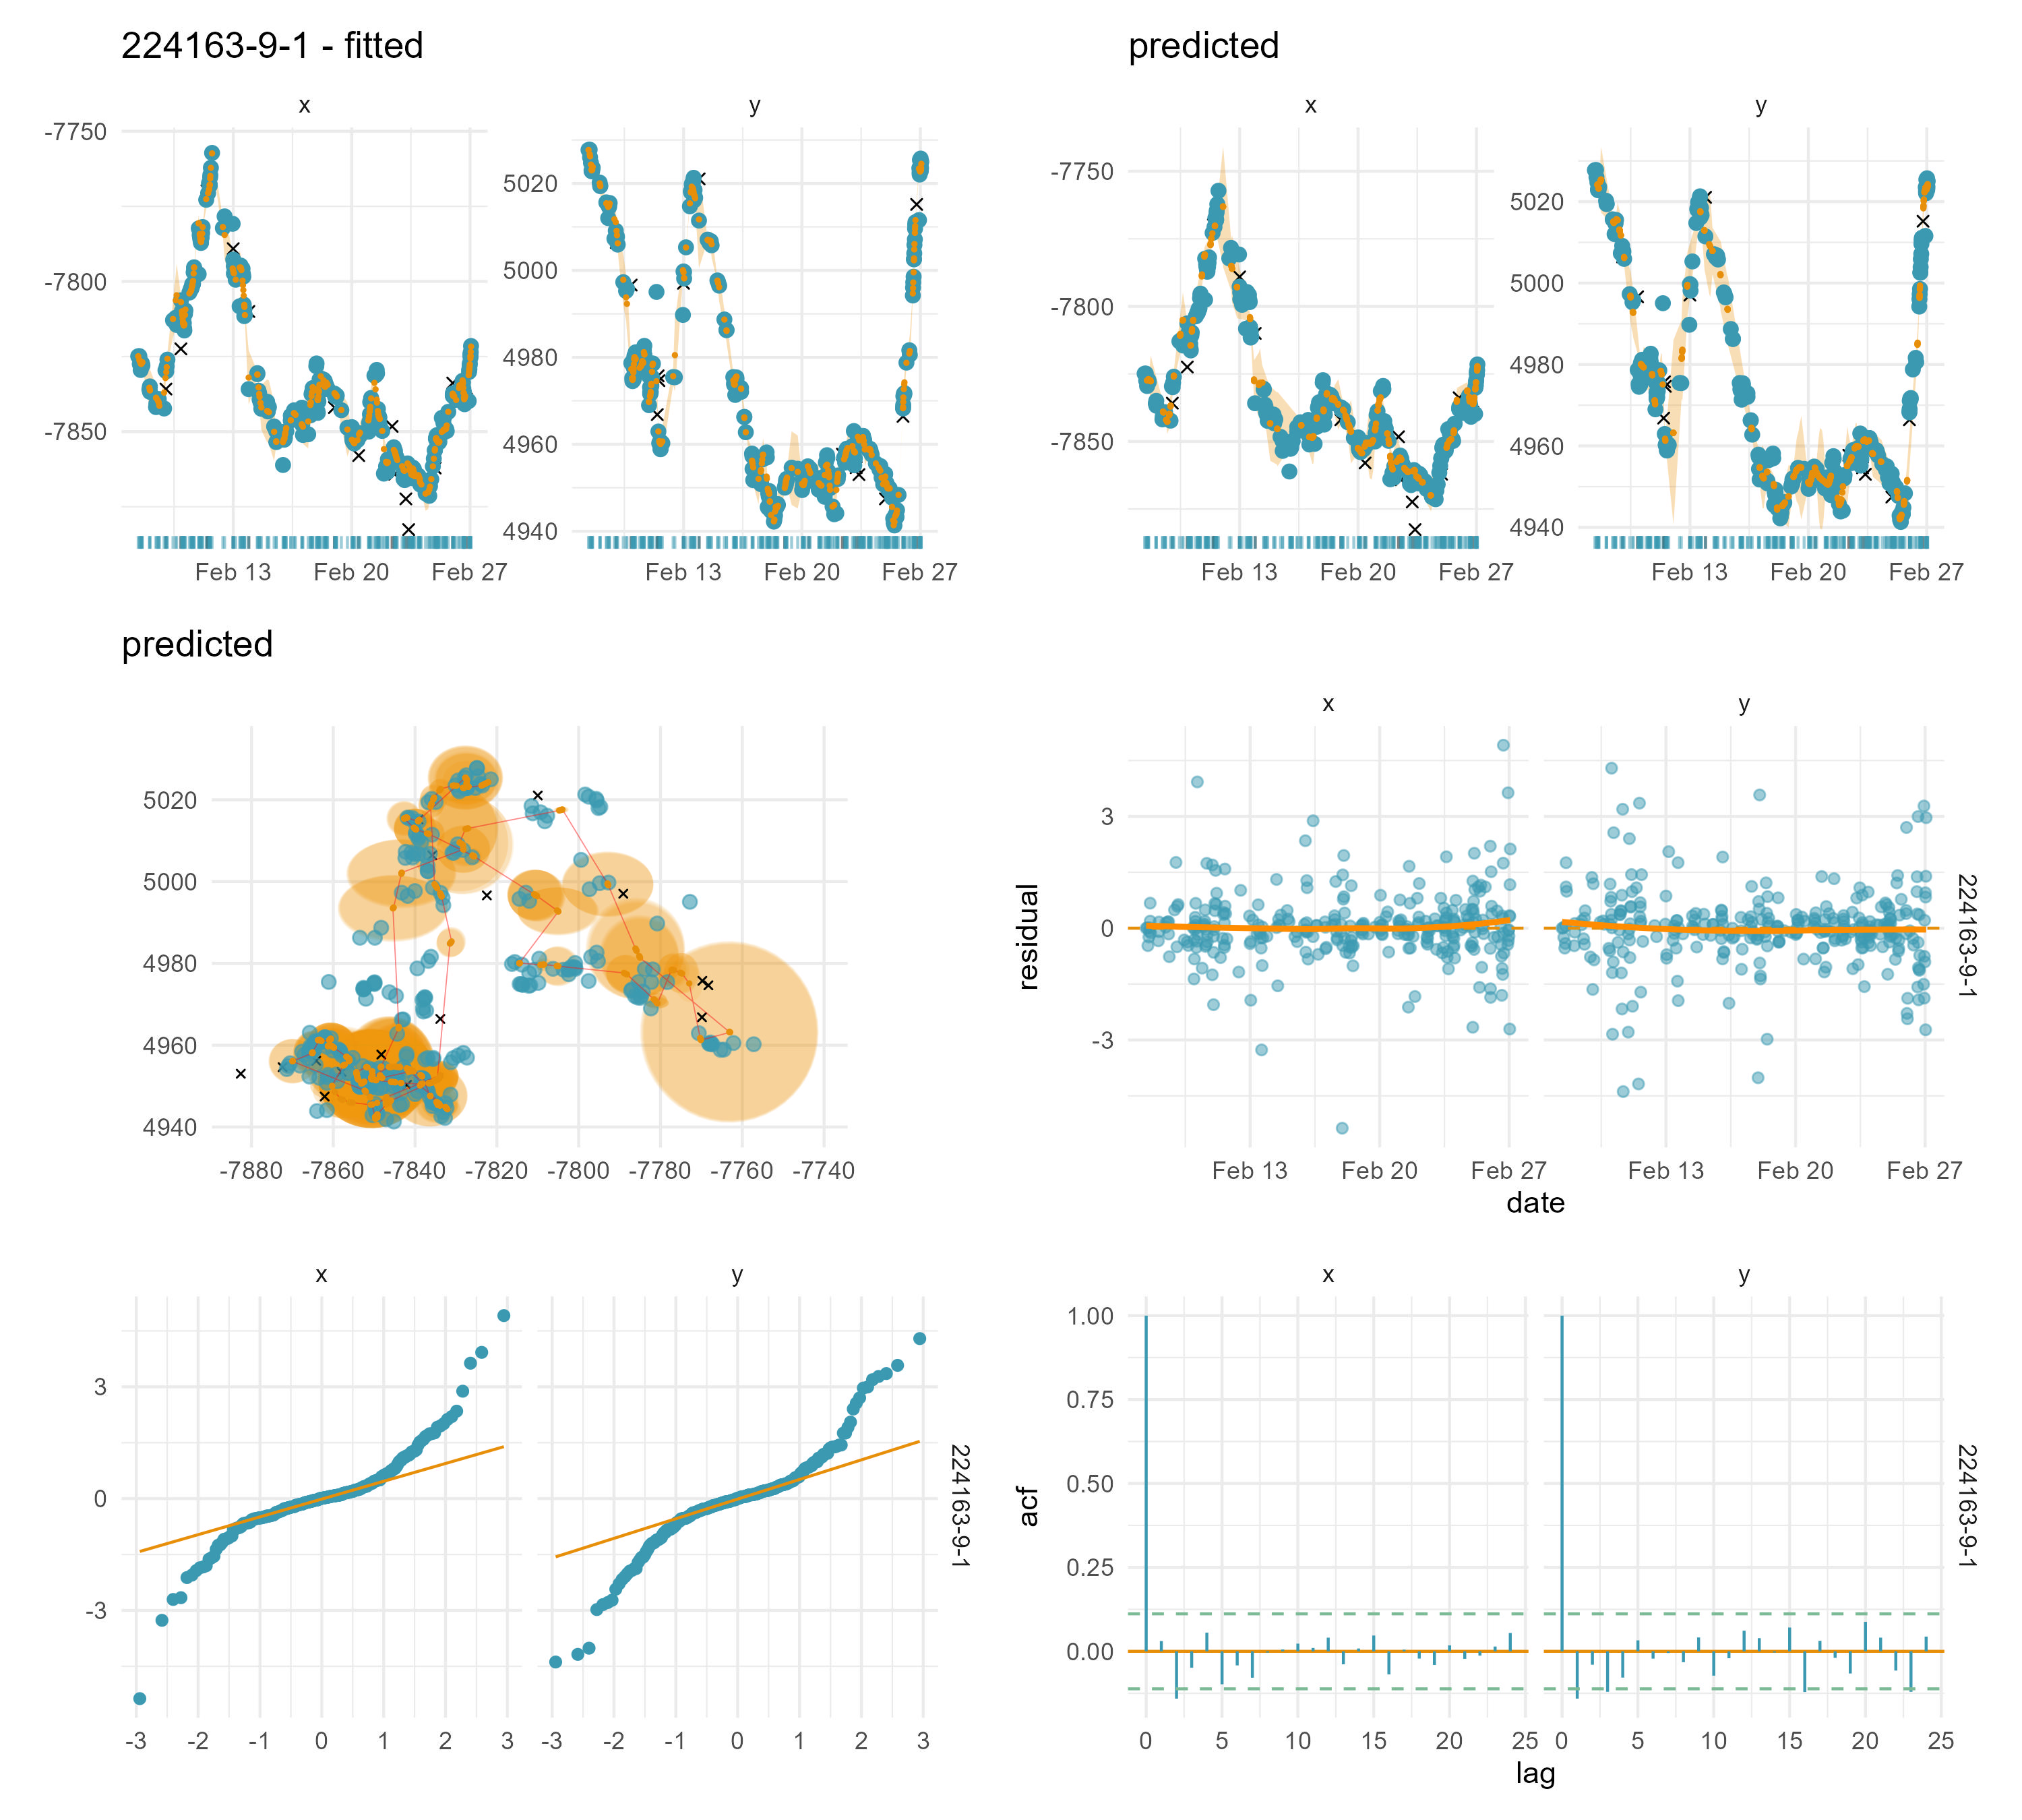 224163-9-1 - fitted
predicted
x
y
x
y
-7750
-7800
-7850
5020
5000
4980
4960
4940
-7750
-7800
-7850
5020
5000
4980
4960
4940
Feb 13 Feb 20 Feb 27
Feb 13 Feb 20 Feb 27
Feb 13 Feb 20 Feb 27
Feb 13 Feb 20 Feb 27
predicted
5020
5000
4980
4960
4940
-7880 -7860 -7840 -7820 -7800 -7780 -7760 -7740
x
y
residual
3
0
-3
224163-9-1
Feb 13 Feb 20 Feb 27
Feb 13 Feb 20 Feb 27
date
x
y
3
0
-3
224163-9-1
-3 -2 -1 0 1 2 3
-3 -2 -1 0 1 2 3
x
y
acf
1.00
0.75
0.50
0.25
0.00
224163-9-1
0 5 10 15 20 25
0 5 10 15 20 25
lag